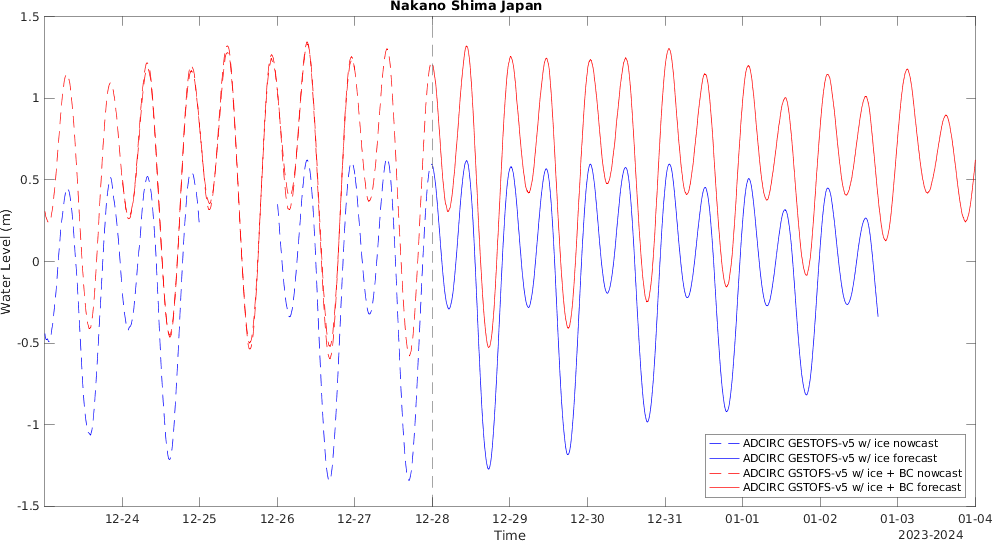 Nakano Shima Japan
1.5
1
0.5
0
-0.5
-1
-1.5
Water Level (m)
12-24 12-25 12-26 12-27 12-28 12-29 12-30 12-31 01-01 01-02 01-03 01-04
Time
2023-2024
ADCIRC GESTOFS-v5 w/ ice nowcast
ADCIRC GESTOFS-v5 w/ ice forecast
ADCIRC GSTOFS-v5 w/ ice + BC nowcast
ADCIRC GSTOFS-v5 w/ ice + BC forecast